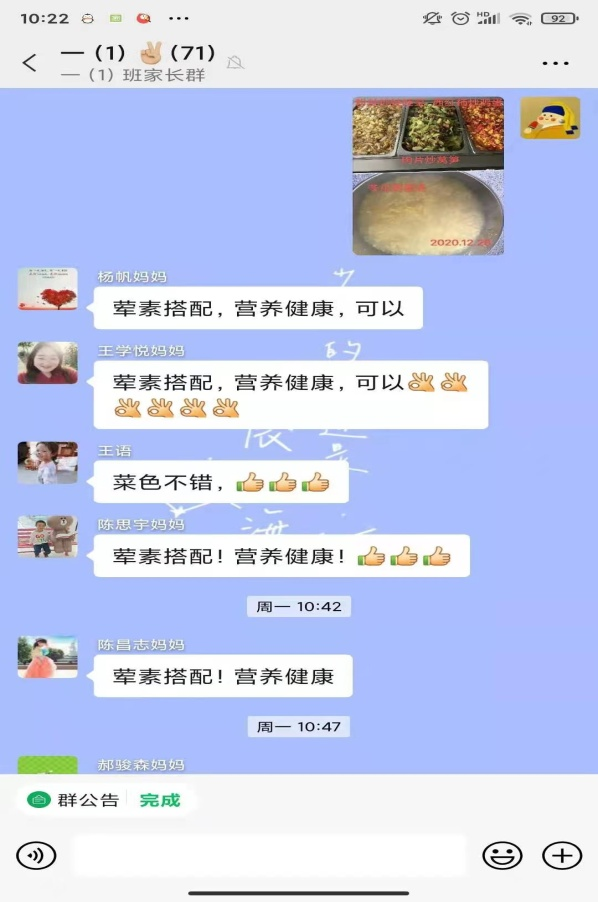 10:22
HD
92
一（1）✌️(71)
一（1）班家长群
2020.12.28
杨帆妈妈
荤素搭配，营养健康，可以
王学悦妈妈
荤素搭配，营养健康，可以👌👌
👌👌👌👌
王语
菜色不错，👍👍👍
陈思宇妈妈
荤素搭配！营养健康！👍👍👍
周一 10:42
陈昌志妈妈
荤素搭配！营养健康
周一 10:47
郝骏森妈妈
群公告
完成